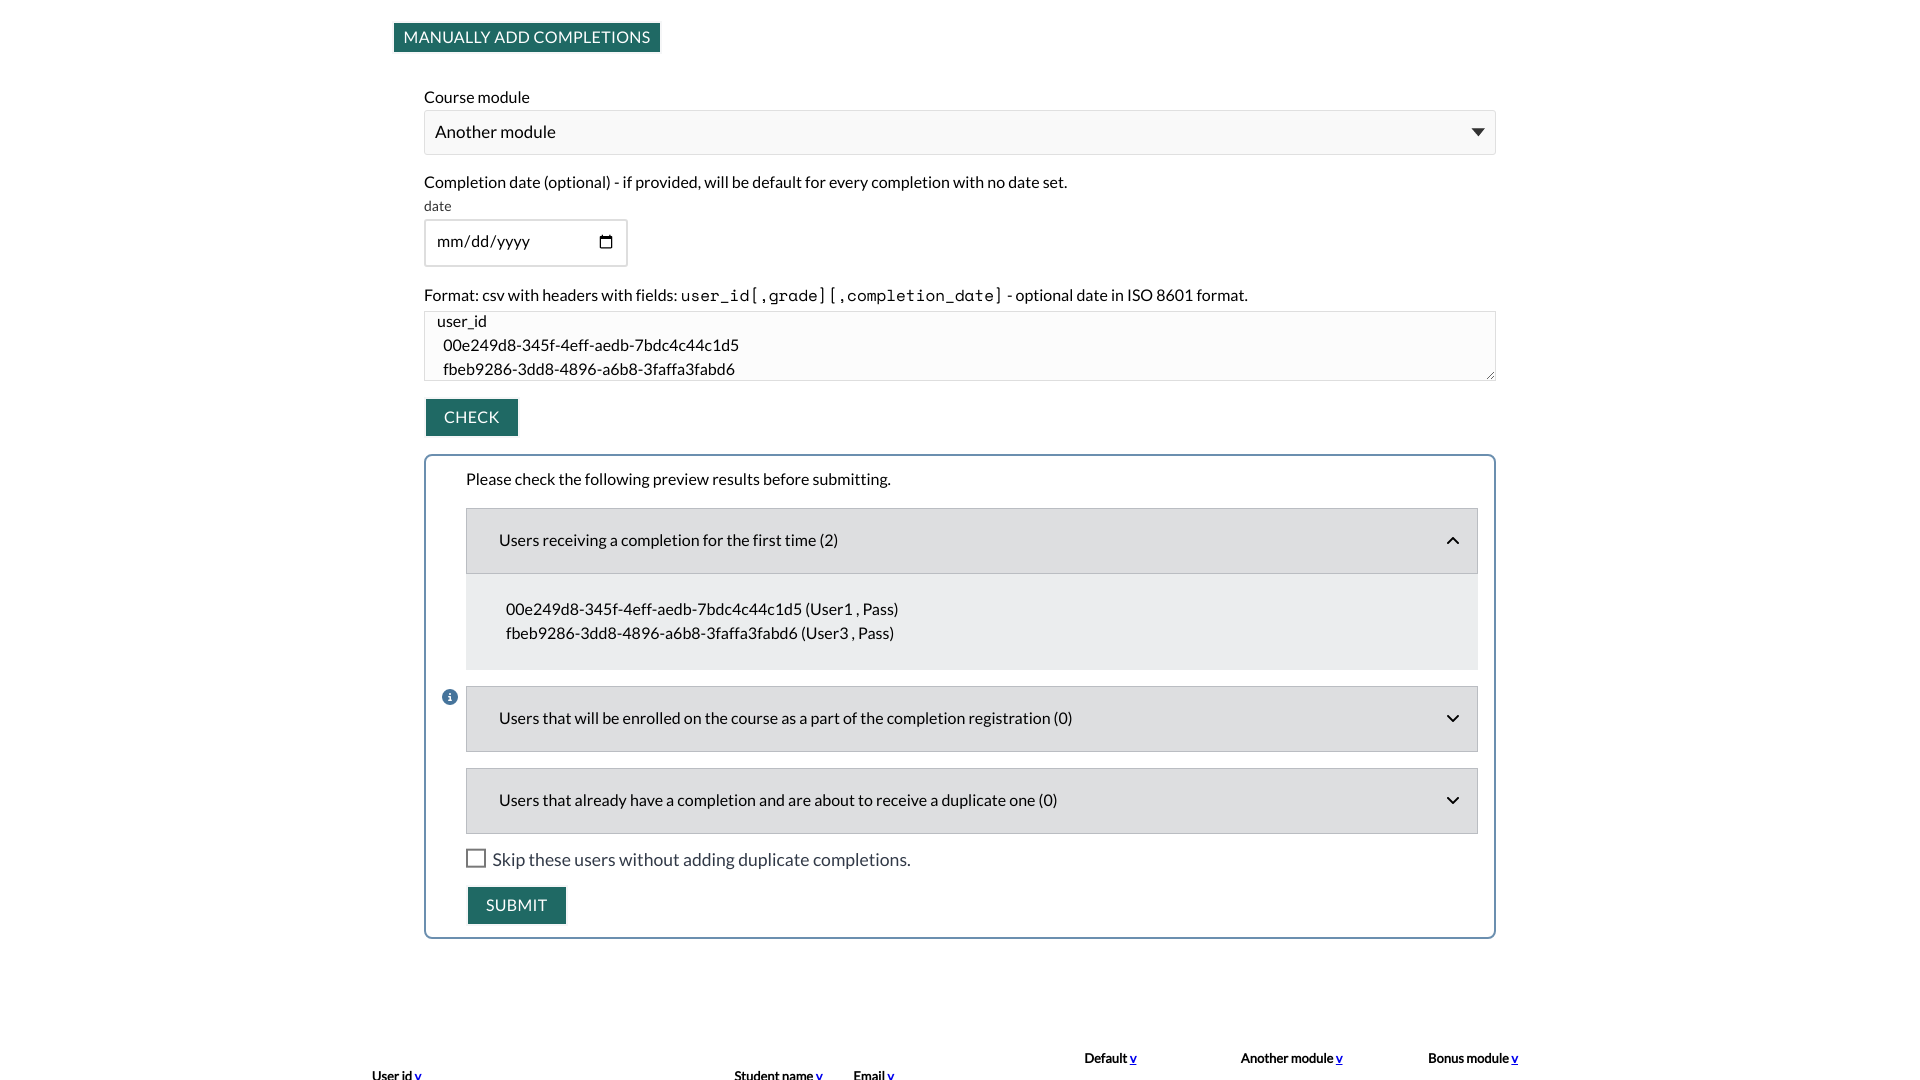 MANUALLY ADD COMPLETIONS
Course module
Another module
Completion date (optional) - if provided, will be default for every completion with no date set.
date
mm/dd/yyyy
Format: csv with headers with fields: user_id[,grade][,completion_date] - optional date in ISO 8601 format.
user_id
00e249d8-345f-4eff-aedb-7bdc4c44c1d5
fbeb9286-3dd8-4896-a6b8-3faffa3fabd6
CHECK
Please check the following preview results before submitting.
Users receiving a completion for the first time (2)
00e249d8-345f-4eff-aedb-7bdc4c44c1d5 (User1 , Pass)
fbeb9286-3dd8-4896-a6b8-3faffa3fabd6 (User3 , Pass)
Users that will be enrolled on the course as a part of the completion registration (0)
Users that already have a completion and are about to receive a duplicate one (0)
Skip these users without adding duplicate completions.
SUBMIT
Default v Another module v Bonus module v
User id v Student name v Email v